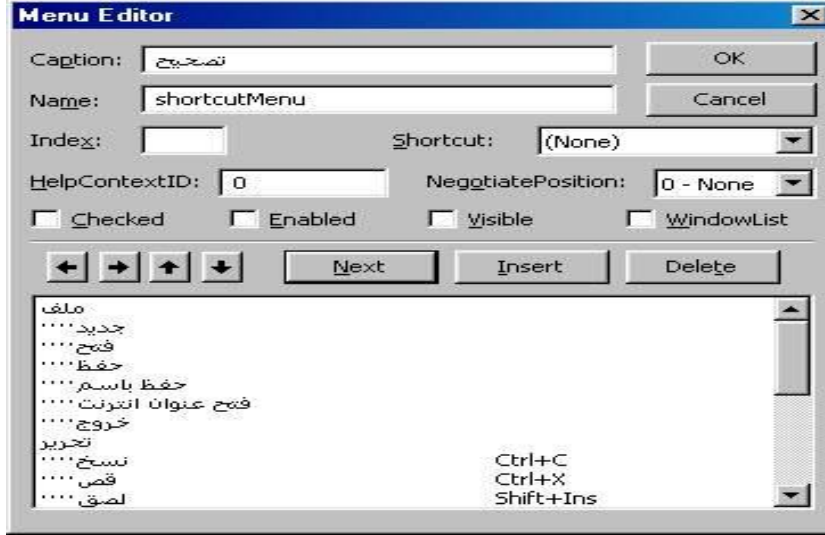 Menu Editor
Caption: تصحيح
OK
Name: shortcutMenu
Cancel
Index:
Shortcut: (None)
HelpContextID: 0
NegotiatePosition: 0 - None
Checked Enabled Visible WindowList
Next Insert Delete
ملف
····جديد
····فتح
····حفظ
····حفظ باسم
····فتح عنوان انترنت
····خروج
تحرير
····نسخ Ctrl+C
····قص Ctrl+X
····لصق Shift+Ins